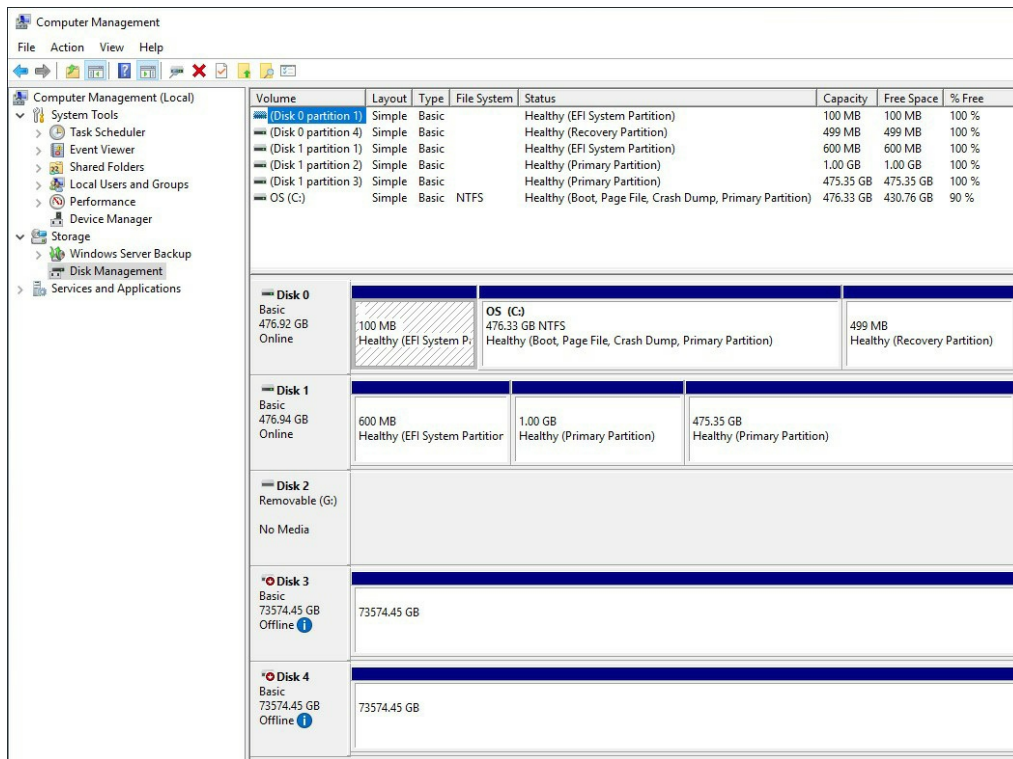 Computer Management
File Action View Help
Computer Management (Local)
System Tools
Task Scheduler
Event Viewer
Shared Folders
Local Users and Groups
Performance
Device Manager
Storage
Windows Server Backup
Disk Management
Services and Applications
Volume Layout Type File System Status Capacity Free Space % Free
(Disk 0 partition 1) Simple Basic Healthy (EFI System Partition) 100 MB 100 MB 100 %
(Disk 0 partition 4) Simple Basic Healthy (Recovery Partition) 499 MB 499 MB 100 %
(Disk 1 partition 1) Simple Basic Healthy (EFI System Partition) 600 MB 600 MB 100 %
(Disk 1 partition 2) Simple Basic Healthy (Primary Partition) 1.00 GB 1.00 GB 100 %
(Disk 1 partition 3) Simple Basic Healthy (Primary Partition) 475.35 GB 475.35 GB 100 %
OS (C:) Simple Basic NTFS Healthy (Boot, Page File, Crash Dump, Primary Partition) 476.33 GB 430.76 GB 90 %
Disk 0
Basic
476.92 GB
Online
100 MB
Healthy (EFI System P
OS (C:)
476.33 GB NTFS
Healthy (Boot, Page File, Crash Dump, Primary Partition)
499 MB
Healthy (Recovery Partition)
Disk 1
Basic
476.94 GB
Online
600 MB
Healthy (EFI System Partitior
1.00 GB
Healthy (Primary Partition)
475.35 GB
Healthy (Primary Partition)
Disk 2
Removable (G:)
No Media
Disk 3
Basic
73574.45 GB
Offline
73574.45 GB
Disk 4
Basic
73574.45 GB
Offline
73574.45 GB